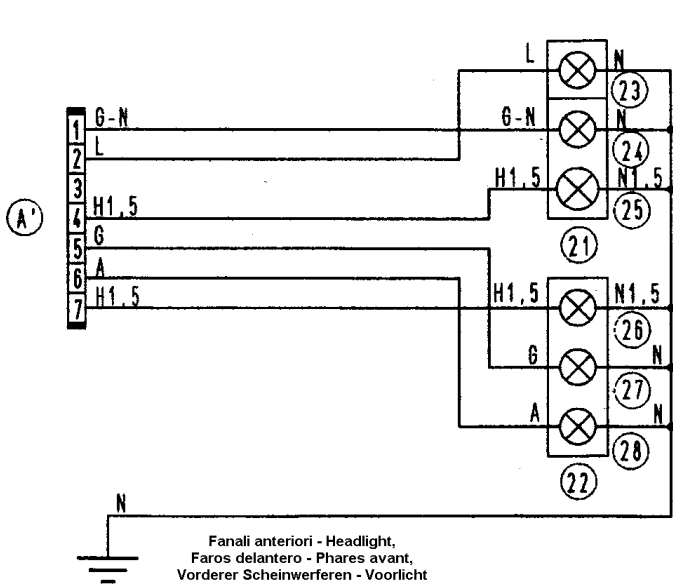 L N
23
1 G-N G-N N
2 L
24
3
H1,5 N1,5
A' 4 H1,5
25
5 G
21
6 A
7 H1,5 H1,5 N1,5
26
G N
27
A N
28
22
N
Fanali anteriori - Headlight,
Faros delantero - Phares avant,
Vorderer Scheinwerferen - Voorlicht